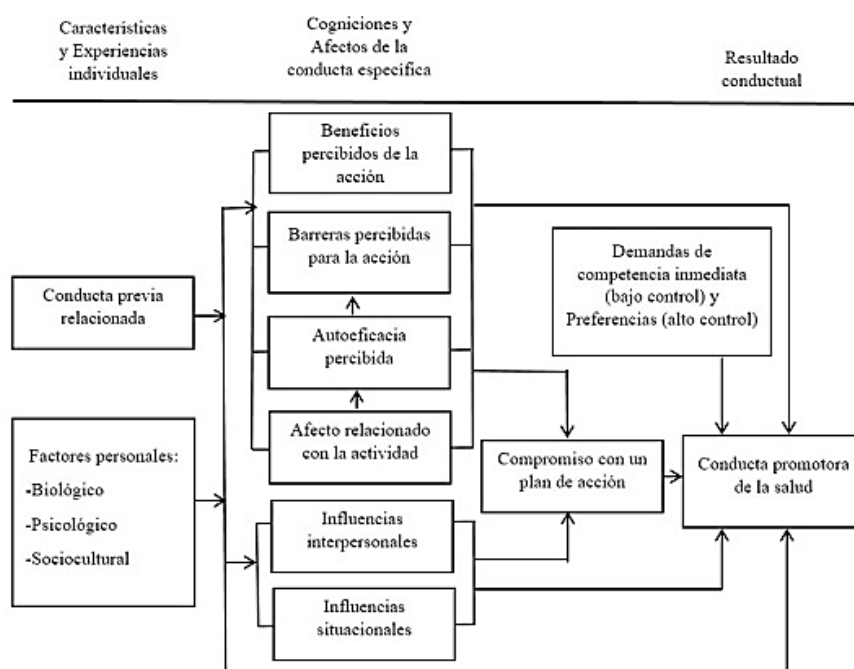 Características
y Experiencias
individuales
Cogniciones y
Afectos de la
conducta específica
Resultado
conductual
Beneficios
percibidos de la
acción
Barreras percibidas
para la acción
Demandas de
competencia inmediata
(bajo control) y
Preferencias (alto control)
Conducta previa
relacionada
Autoeficacia
percibida
Afecto relacionado
con la actividad
Factores personales:
-Biológico
-Psicológico
-Sociocultural
Compromiso con un
plan de acción
Conducta promotora
de la salud
Influencias
interpersonales
Influencias
situacionales